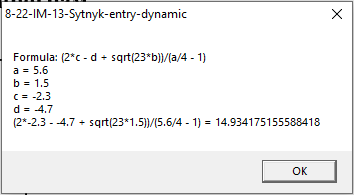 8-22-IM-13-Sytnyk-entry-dynamic
Formula: (2*c - d + sqrt(23*b))/(a/4 - 1)
a = 5.6
b = 1.5
c = -2.3
d = -4.7
(2*-2.3 - -4.7 + sqrt(23*1.5))/(5.6/4 - 1) = 14.934175155588418
OK